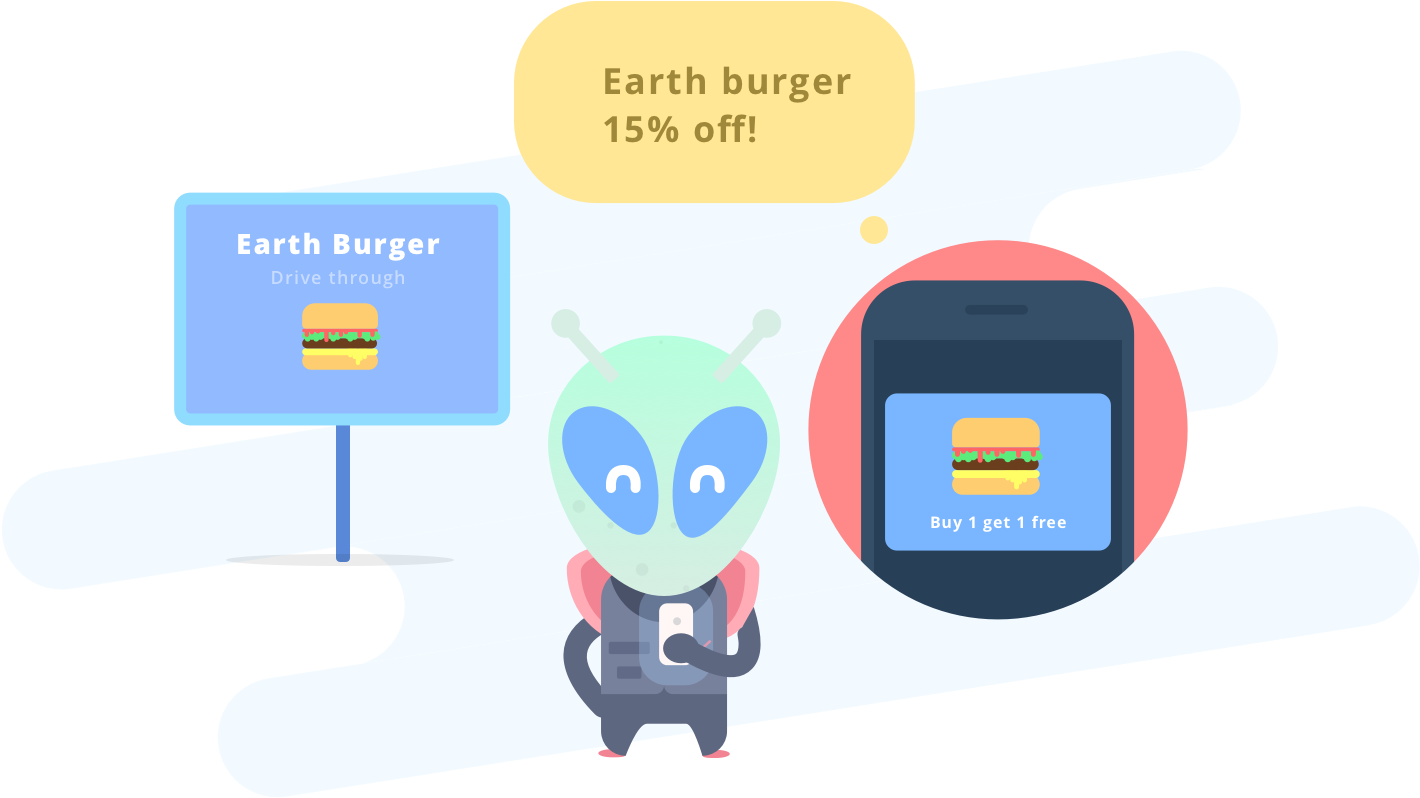 Earth burger
15% off!
Earth Burger
Drive through
Buy 1 get 1 free